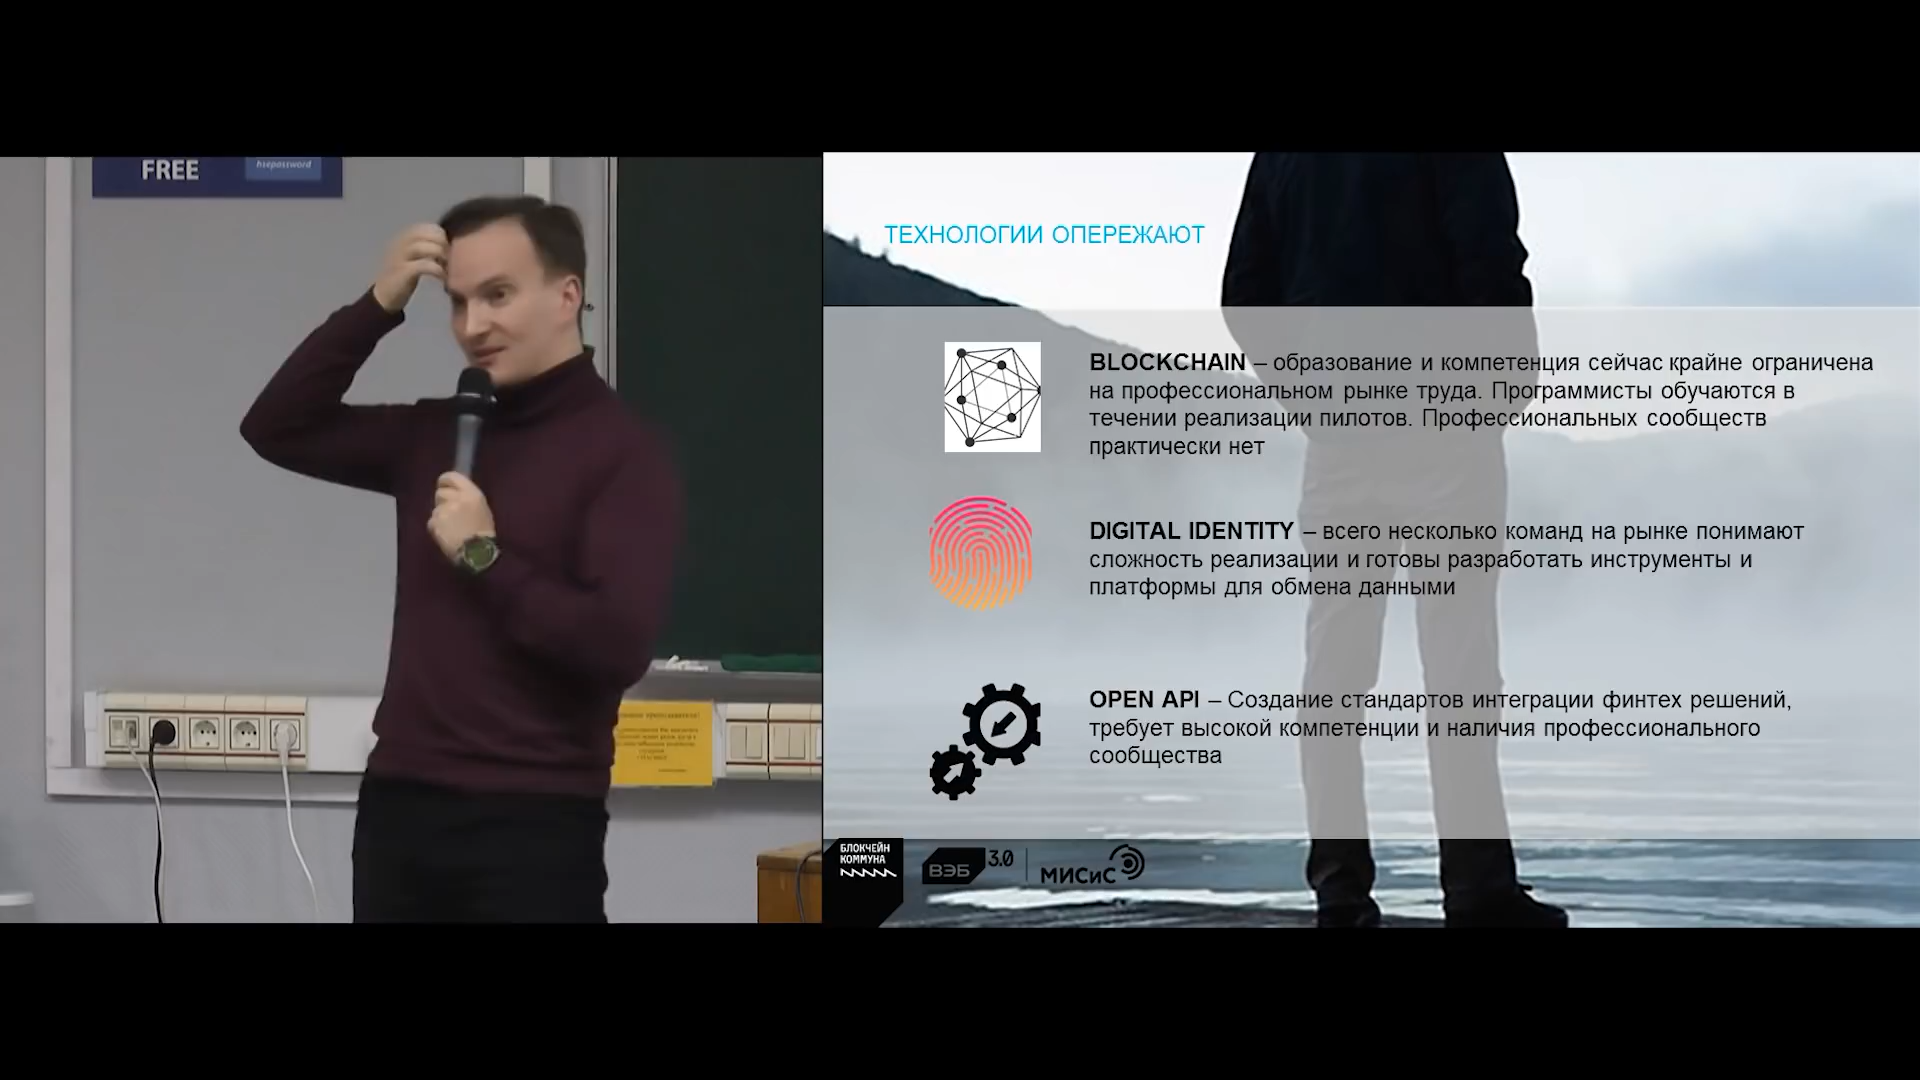 FREE
hsepassword
ТЕХНОЛОГИИ ОПЕРЕЖАЮТ
BLOCKCHAIN – образование и компетенция сейчас крайне ограничена
на профессиональном рынке труда. Программисты обучаются в
течении реализации пилотов. Профессиональных сообществ
практически нет
DIGITAL IDENTITY – всего несколько команд на рынке понимают
сложность реализации и готовы разработать инструменты и
платформы для обмена данными
OPEN API – Создание стандартов интеграции финтех решений,
требует высокой компетенции и наличия профессионального
сообщества
БЛОКЧЕЙН
КОММУНА
ВЭБ 3.0
МИСиС